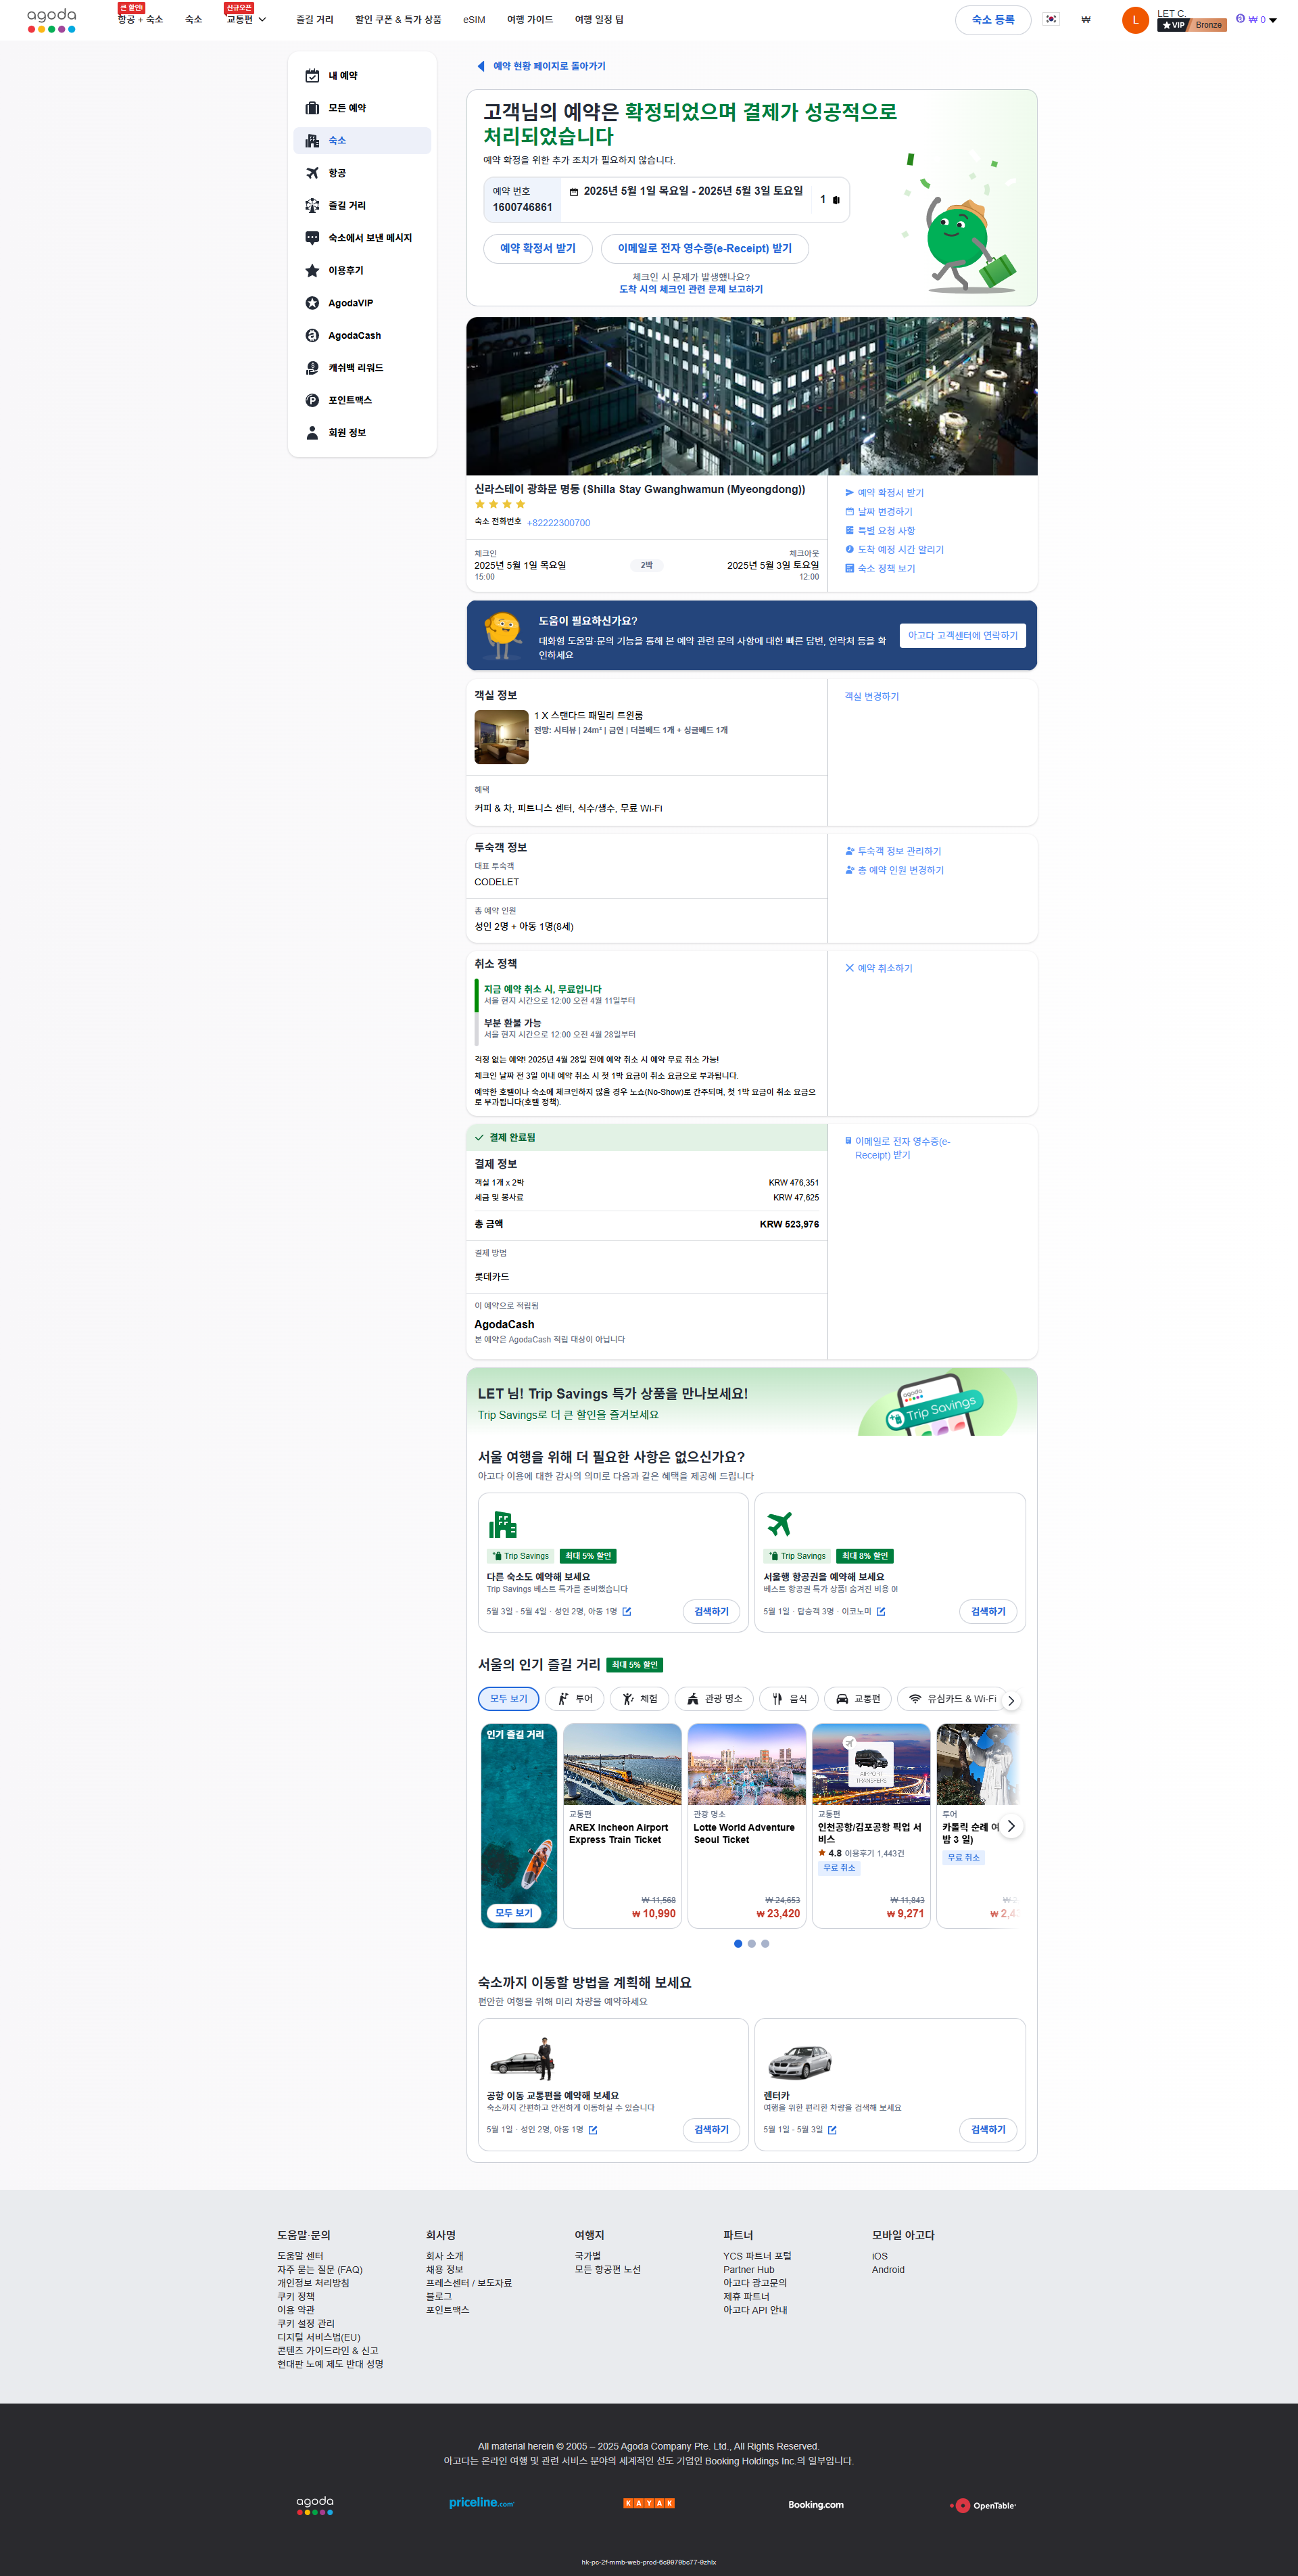 agoda
큰 할인!
항공 + 숙소
숙소
신규오픈
교통편
즐길 거리
할인 쿠폰 & 특가 상품
eSIM
여행 가이드
여행 일정 팁
숙소 등록
₩
L
LET C.
VIP Bronze
₩ 0
내 예약
모든 예약
숙소
항공
즐길 거리
숙소에서 보낸 메시지
이용후기
AgodaVIP
AgodaCash
캐쉬백 리워드
포인트맥스
회원 정보
예약 현황 페이지로 돌아가기
고객님의 예약은 확정되었으며 결제가 성공적으로
처리되었습니다
예약 확정을 위한 추가 조치가 필요하지 않습니다.
예약 번호
1600746861
2025년 5월 1일 목요일 - 2025년 5월 3일 토요일
1
예약 확정서 받기
이메일로 전자 영수증(e-Receipt) 받기
체크인 시 문제가 발생했나요?
도착 시의 체크인 관련 문제 보고하기
신라스테이 광화문 명동 (Shilla Stay Gwanghwamun (Myeongdong))
숙소 전화번호 +82222300700
체크인
2025년 5월 1일 목요일
15:00
2박
체크아웃
2025년 5월 3일 토요일
12:00
예약 확정서 받기
날짜 변경하기
특별 요청 사항
도착 예정 시간 알리기
숙소 정책 보기
도움이 필요하신가요?
대화형 도움말·문의 기능을 통해 본 예약 관련 문의 사항에 대한 빠른 답변, 연락처 등을 확
인하세요
아고다 고객센터에 연락하기
객실 정보
1 X 스탠다드 패밀리 트윈룸
전망: 시티뷰 | 24m² | 금연 | 더블베드 1개 + 싱글베드 1개
혜택
커피 & 차, 피트니스 센터, 식수/생수, 무료 Wi-Fi
객실 변경하기
투숙객 정보
대표 투숙객
CODELET
총 예약 인원
성인 2명 + 아동 1명(8세)
투숙객 정보 관리하기
총 예약 인원 변경하기
취소 정책
지금 예약 취소 시, 무료입니다
서울 현지 시간으로 12:00 오전 4월 11일부터
부분 환불 가능
서울 현지 시간으로 12:00 오전 4월 28일부터
걱정 없는 예약! 2025년 4월 28일 전에 예약 취소 시 예약 무료 취소 가능!
체크인 날짜 전 3일 이내 예약 취소 시 첫 1박 요금이 취소 요금으로 부과됩니다.
예약한 호텔이나 숙소에 체크인하지 않을 경우 노쇼(No-Show)로 간주되며, 첫 1박 요금이 취소 요금으
로 부과됩니다(호텔 정책).
예약 취소하기
결제 완료됨
결제 정보
객실 1개 x 2박 KRW 476,351
세금 및 봉사료 KRW 47,625
총 금액 KRW 523,976
결제 방법
롯데카드
이 예약으로 적립됨
AgodaCash
본 예약은 AgodaCash 적립 대상이 아닙니다
이메일로 전자 영수증(e-
Receipt) 받기
LET 님! Trip Savings 특가 상품을 만나보세요!
Trip Savings로 더 큰 할인을 즐겨보세요
agoda
Trip Savings
서울 여행을 위해 더 필요한 사항은 없으신가요?
아고다 이용에 대한 감사의 의미로 다음과 같은 혜택을 제공해 드립니다
Trip Savings 최대 5% 할인
다른 숙소도 예약해 보세요
Trip Savings 베스트 특가를 준비했습니다
5월 3일 - 5월 4일 · 성인 2명, 아동 1명
검색하기
Trip Savings 최대 8% 할인
서울행 항공권을 예약해 보세요
베스트 항공권 특가 상품! 숨겨진 비용 0!
5월 1일 · 탑승객 3명 · 이코노미
검색하기
서울의 인기 즐길 거리 최대 5% 할인
모두 보기
투어
체험
관광 명소
음식
교통편
유심카드 & Wi-Fi
인기 즐길 거리
모두 보기
교통편
AREX Incheon Airport
Express Train Ticket
₩ 11,568
₩ 10,990
관광 명소
Lotte World Adventure
Seoul Ticket
₩ 24,653
₩ 23,420
AIRPORT
TRANSFERS
교통편
인천공항/김포공항 픽업 서
비스
4.8 이용후기 1,443건
무료 취소
₩ 11,843
₩ 9,271
투어
카톨릭 순례 여
밤 3 일)
무료 취소
₩ 2
₩ 2,4
숙소까지 이동할 방법을 계획해 보세요
편안한 여행을 위해 미리 차량을 예약하세요
공항 이동 교통편을 예약해 보세요
숙소까지 간편하고 안전하게 이동하실 수 있습니다
5월 1일 · 성인 2명, 아동 1명
검색하기
렌터카
여행을 위한 편리한 차량을 검색해 보세요
5월 1일 - 5월 3일
검색하기
도움말·문의
도움말 센터
자주 묻는 질문 (FAQ)
개인정보 처리방침
쿠키 정책
이용 약관
쿠키 설정 관리
디지털 서비스법(EU)
콘텐츠 가이드라인 & 신고
현대판 노예 제도 반대 성명
회사명
회사 소개
채용 정보
프레스센터 / 보도자료
블로그
포인트맥스
여행지
국가별
모든 항공편 노선
파트너
YCS 파트너 포털
Partner Hub
아고다 광고문의
제휴 파트너
아고다 API 안내
모바일 아고다
iOS
Android
All material herein © 2005 – 2025 Agoda Company Pte. Ltd., All Rights Reserved.
아고다는 온라인 여행 및 관련 서비스 분야의 세계적인 선도 기업인 Booking Holdings Inc.의 일부입니다.
agoda
priceline.com
KAYAK
Booking.com
OpenTable
hk-pc-2f-mmb-web-prod-6c9979bc77-9zhlx